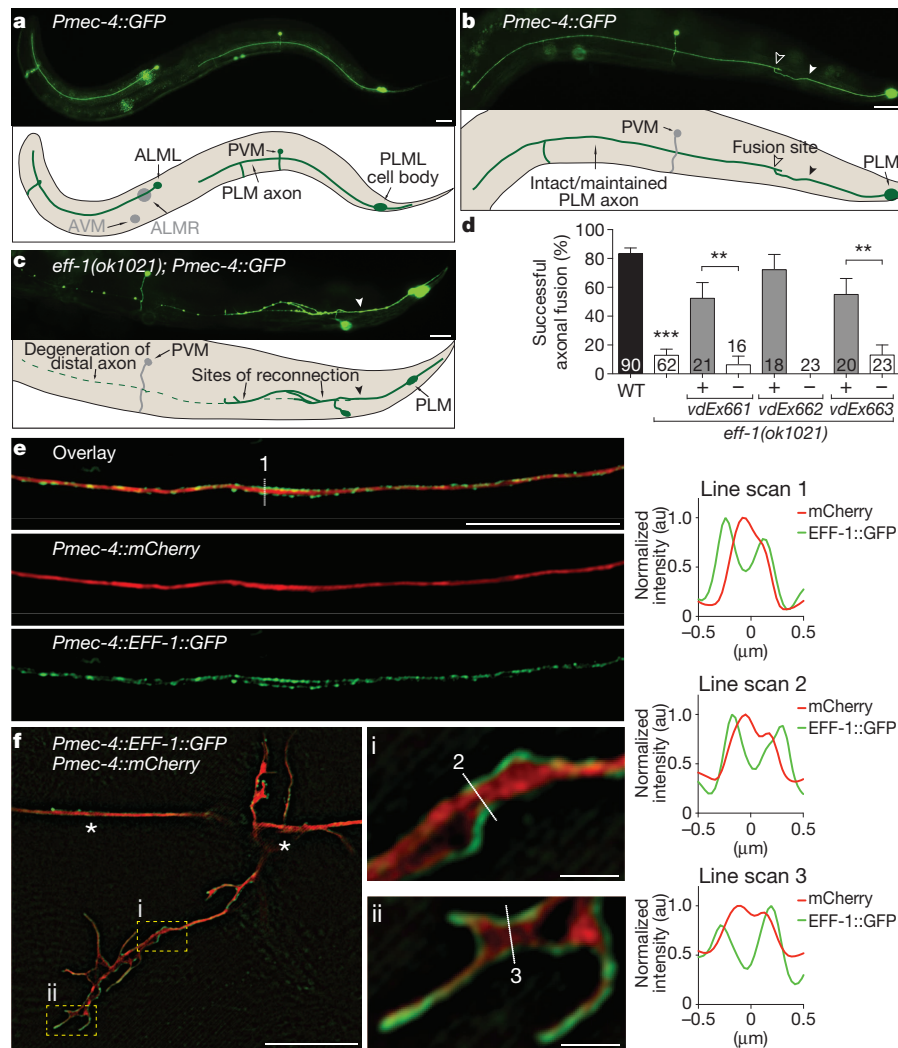 a
Pmec-4::GFP
ALML
PVM
PLM axon
PLML
cell body
AVM
ALMR
b
Pmec-4::GFP
PVM
Fusion site
PLM
Intact/maintained
PLM axon
c
eff-1(ok1021); Pmec-4::GFP
Degeneration of
distal axon
PVM
Sites of reconnection
PLM
d
Successful
axonal fusion (%)
100
80
60
40
20
0
**
**
***
90
62
21
16
18
23
20
23
WT
+ − + − + −
vdEx661 vdEx662 vdEx663
eff-1(ok1021)
e
Overlay
1
Pmec-4::mCherry
Pmec-4::EFF-1::GFP
Line scan 1
mCherry
EFF-1::GFP
Normalized
intensity (au)
1.0
0.5
0
−0.5 0 0.5
(μm)
Line scan 2
mCherry
EFF-1::GFP
Normalized
intensity (au)
1.0
0.5
0
−0.5 0 0.5
(μm)
Line scan 3
mCherry
EFF-1::GFP
Normalized
intensity (au)
1.0
0.5
0
−0.5 0 0.5
(μm)
f
Pmec-4::EFF-1::GFP
Pmec-4::mCherry
*
*
i
ii
i
2
ii
3